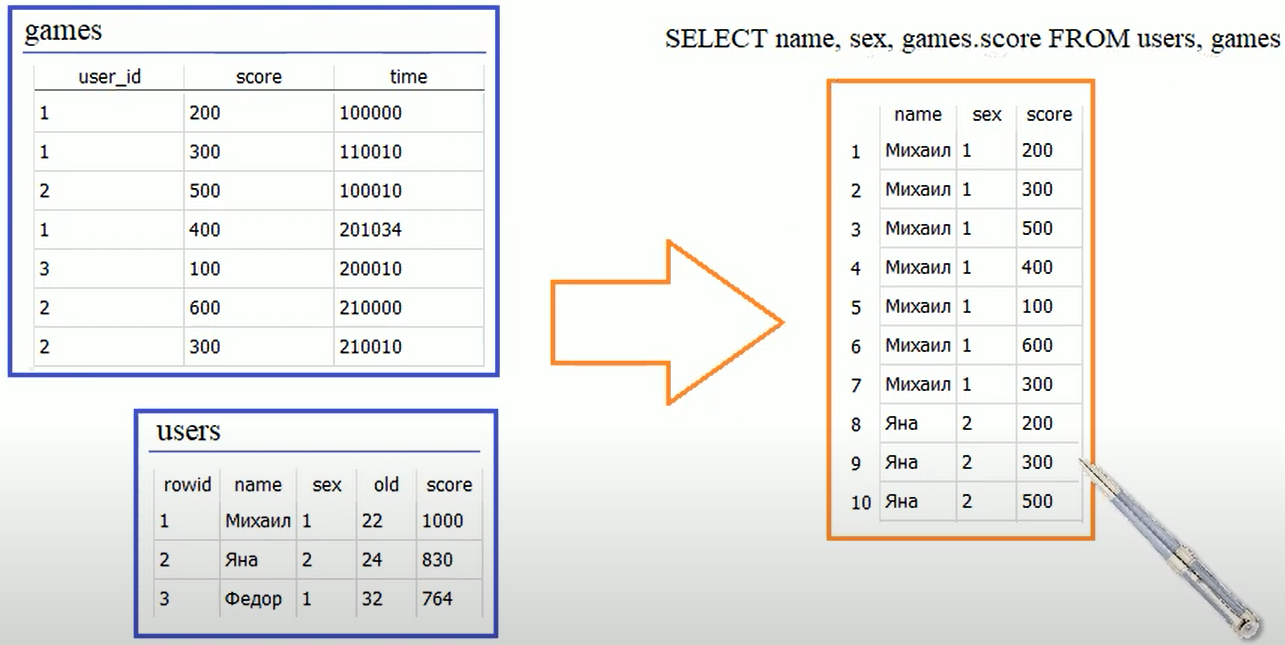 games
user_id score time
1 200 100000
1 300 110010
2 500 100010
1 400 201034
3 100 200010
2 600 210000
2 300 210010
users
rowid name sex old score
1 Михаил 1 22 1000
2 Яна 2 24 830
3 Федор 1 32 764
SELECT name, sex, games.score FROM users, games
name sex score
1 Михаил 1 200
2 Михаил 1 300
3 Михаил 1 500
4 Михаил 1 400
5 Михаил 1 100
6 Михаил 1 600
7 Михаил 1 300
8 Яна 2 200
9 Яна 2 300
10 Яна 2 500